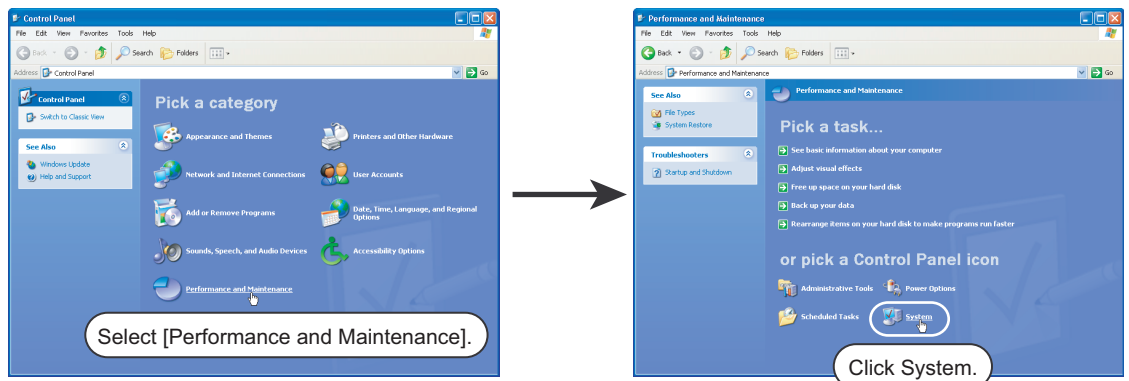 Control Panel
File Edit View Favorites Tools Help
Back Search Folders
Address Control Panel Go
Control Panel
Switch to Classic View
See Also
Windows Update
Help and Support
Pick a category
Appearance and Themes
Printers and Other Hardware
Network and Internet Connections
User Accounts
Add or Remove Programs
Date, Time, Language, and Regional
Options
Sounds, Speech, and Audio Devices
Accessibility Options
Performance and Maintenance
Select [Performance and Maintenance].
Performance and Maintenance
File Edit View Favorites Tools Help
Back Search Folders
Address Performance and Maintenance Go
See Also
File Types
System Restore
Troubleshooters
Startup and Shutdown
Performance and Maintenance
Pick a task...
See basic information about your computer
Adjust visual effects
Free up space on your hard disk
Back up your data
Rearrange items on your hard disk to make programs run faster
or pick a Control Panel icon
Administrative Tools
Power Options
Scheduled Tasks
System
Click System.